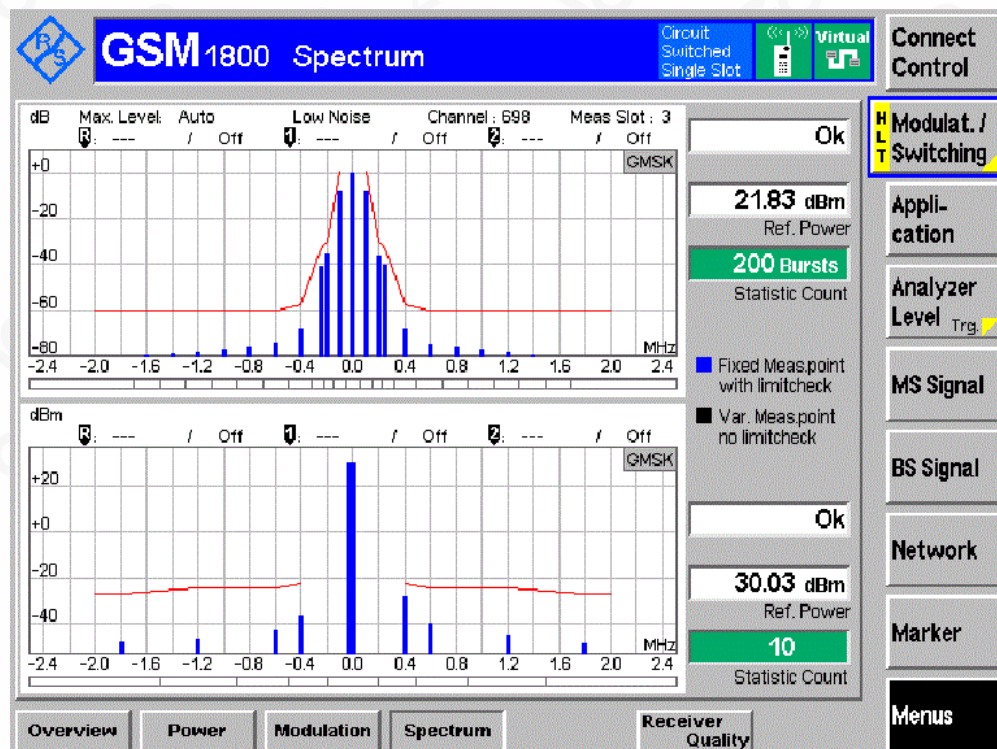 R&S
GSM 1800 Spectrum
Circuit
Switched
Single Slot
Virtual
Connect
Control
dB Max. Level: Auto Low Noise Channel : 698 Meas Slot : 3
R: --- / Off 1: --- / Off 2: --- / Off
GMSK
+0
-20
-40
-60
-80
MHz
-2.4 -2.0 -1.6 -1.2 -0.8 -0.4 0.0 0.4 0.8 1.2 1.6 2.0 2.4
Ok
21.83 dBm
Ref. Power
200 Bursts
Statistic Count
Fixed Meas.point
with limitcheck
Var. Meas.point
no limitcheck
dBm
R: --- / Off 1: --- / Off 2: --- / Off
GMSK
+20
+0
-20
-40
MHz
-2.4 -2.0 -1.6 -1.2 -0.8 -0.4 0.0 0.4 0.8 1.2 1.6 2.0 2.4
Ok
30.03 dBm
Ref. Power
10
Statistic Count
HLT
Modulat. /
Switching
Appli-
cation
Analyzer
Level Trg.
MS Signal
BS Signal
Network
Marker
Menus
Overview Power Modulation Spectrum Receiver
Quality